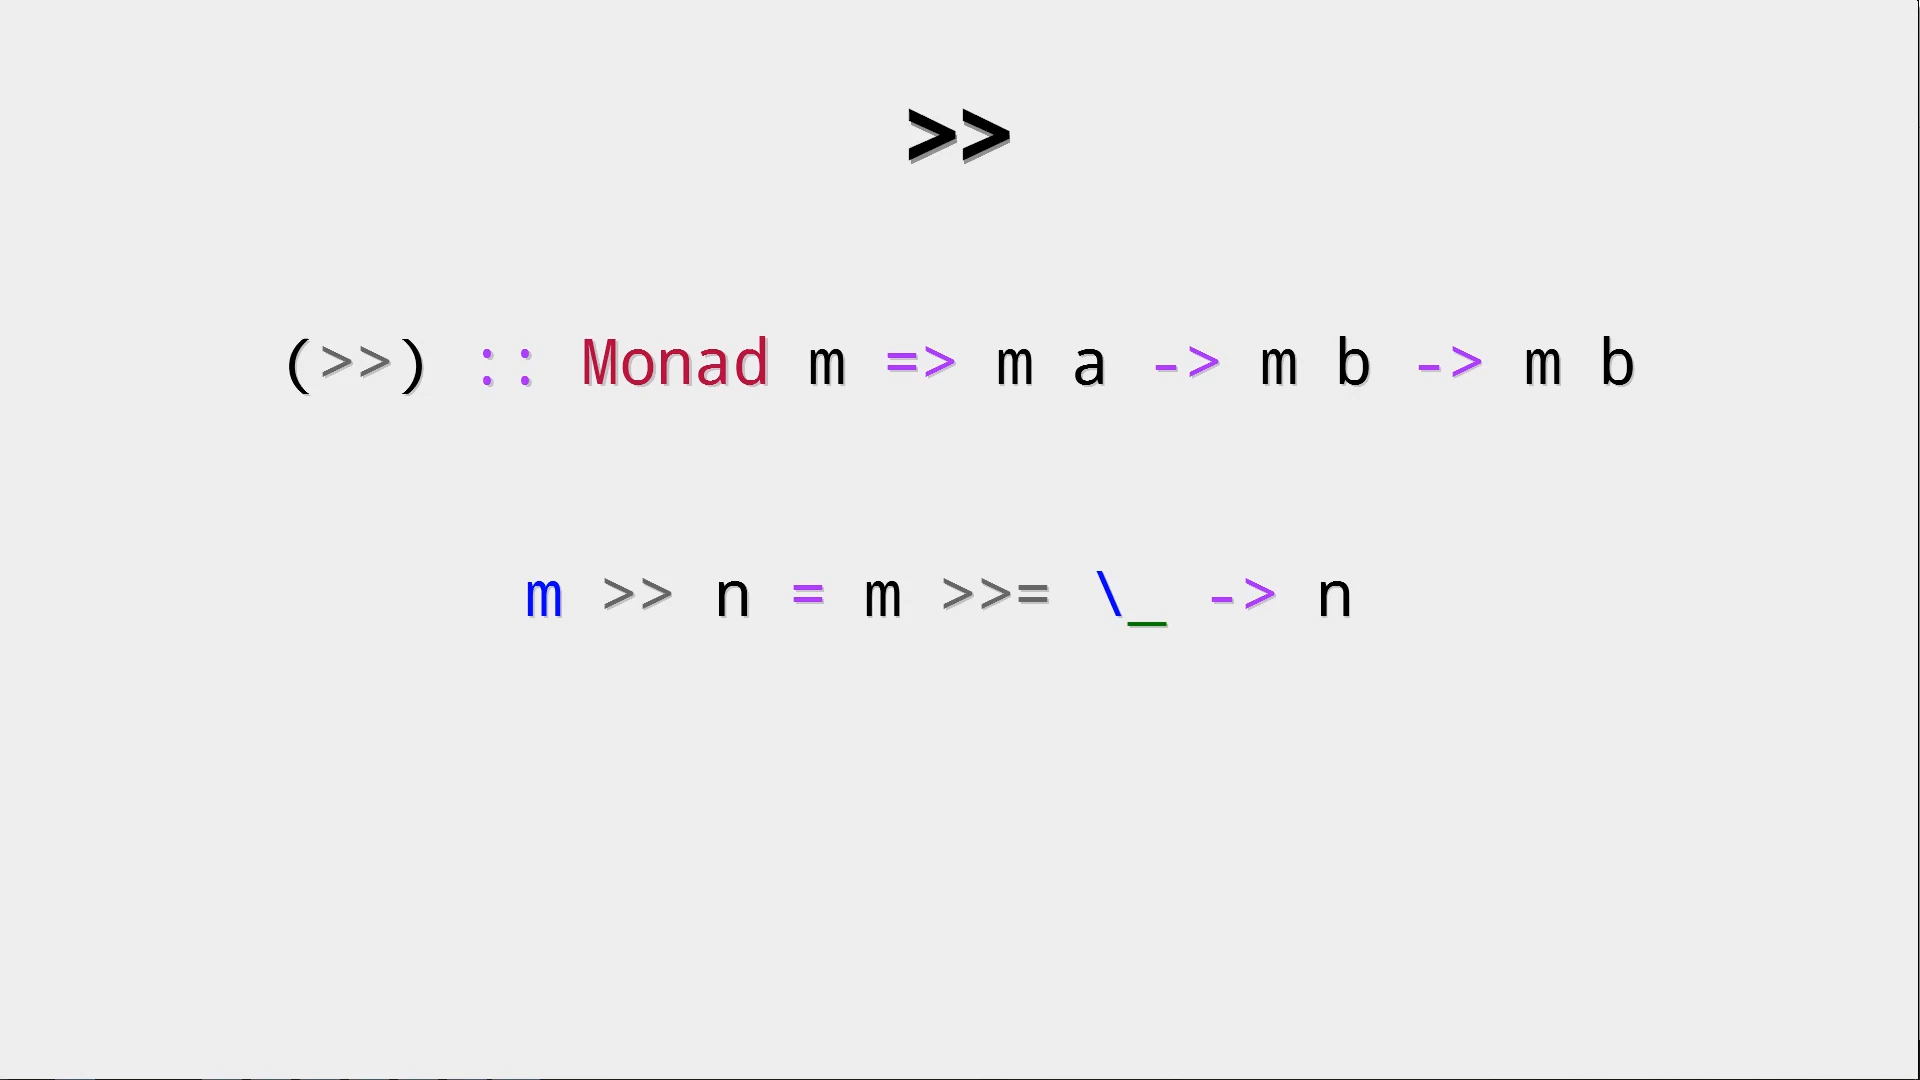 >>
(>>) :: Monad m => m a -> m b -> m b
m >> n = m >>= \_ -> n